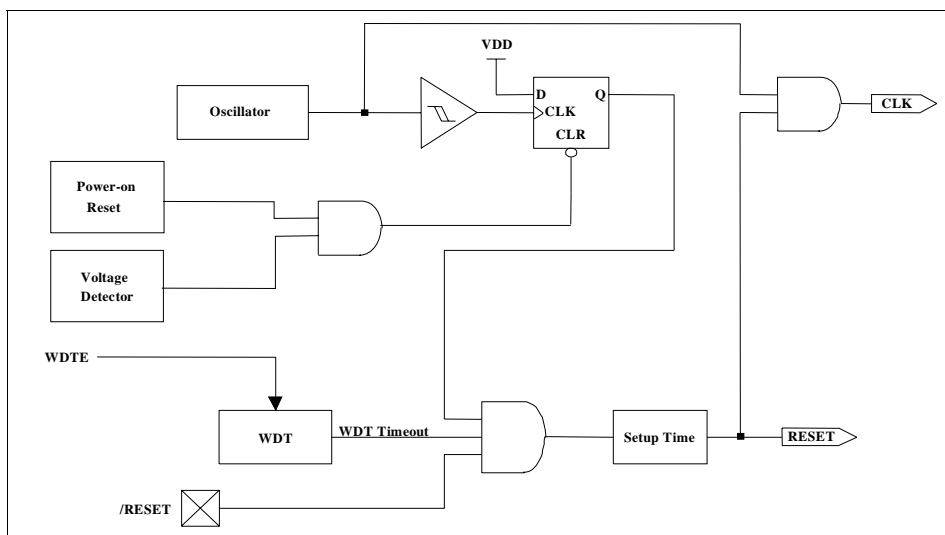 VDD
Oscillator
D
Q
CLK
CLR
CLK
Power-on
Reset
Voltage
Detector
WDTE
WDT
WDT Timeout
Setup Time
RESET
/RESET